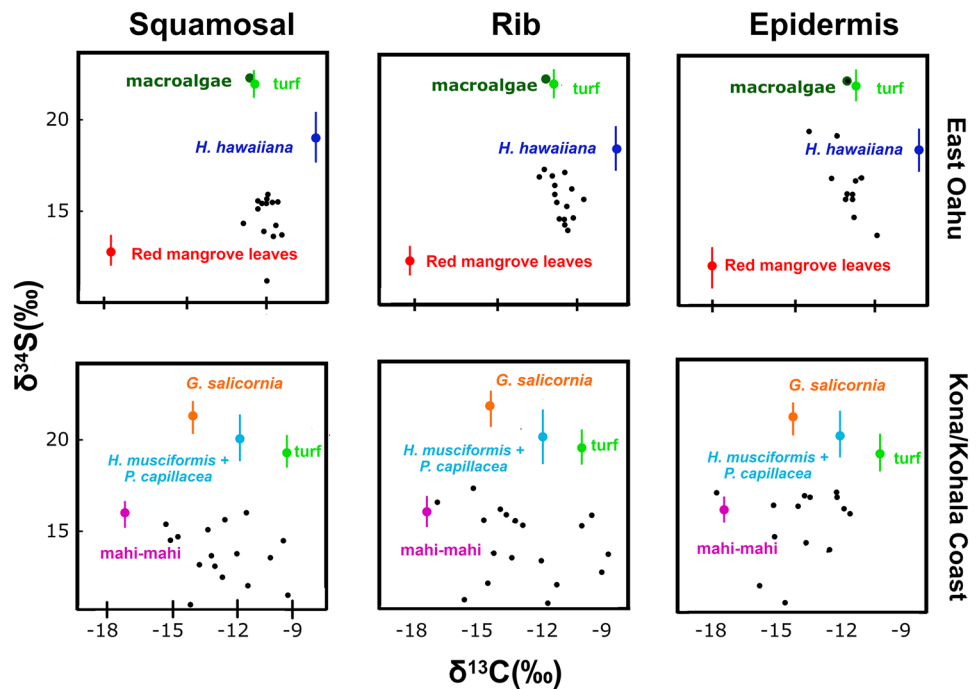 Squamosal Rib Epidermis
macroalgae turf macroalgae turf macroalgae turf
20
H. hawaiiana H. hawaiiana H. hawaiiana
15
Red mangrove leaves Red mangrove leaves Red mangrove leaves
East Oahu
δ³⁴S(‰)
G. salicornia G. salicornia G. salicornia
20
H. musciformis + H. musciformis + H. musciformis +
P. capillacea P. capillacea P. capillacea
turf turf turf
15
mahi-mahi mahi-mahi mahi-mahi
Kona/Kohala Coast
-18 -15 -12 -9 -18 -15 -12 -9 -18 -15 -12 -9
δ¹³C(‰)